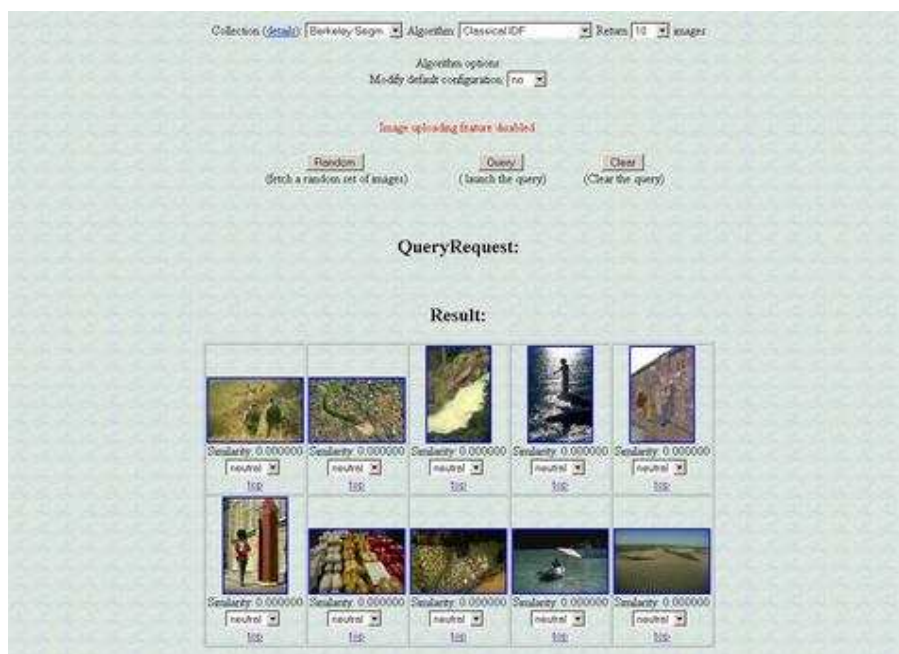 Collection (details): Berkeley Segm Algorithm: Classical IDF Return 10 images
Algorithm options
Modify default configuration: no
Image uploading feature disabled
Random Query Clear
(fetch a random set of images) (launch the query) (Clear the query)
QueryRequest:
Result:
Similarity: 0.000000 Similarity: 0.000000 Similarity: 0.000000 Similarity: 0.000000 Similarity: 0.000000
neutral neutral neutral neutral neutral
top top top top top
Similarity: 0.000000 Similarity: 0.000000 Similarity: 0.000000 Similarity: 0.000000 Similarity: 0.000000
neutral neutral neutral neutral neutral
top top top top top